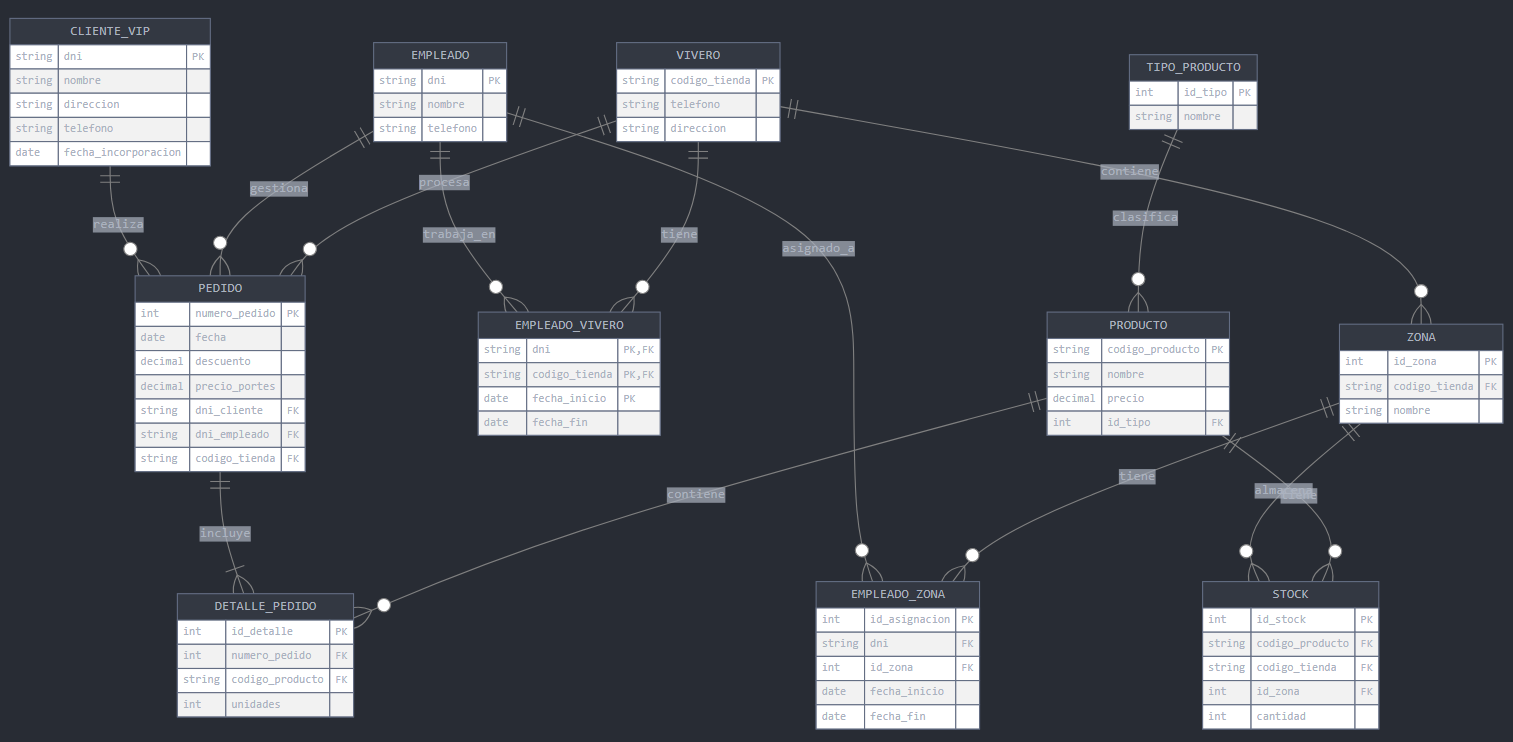 CLIENTE_VIP
string dni PK
string nombre
string direccion
string telefono
date fecha_incorporacion
EMPLEADO
string dni PK
string nombre
string telefono
VIVERO
string codigo_tienda PK
string telefono
string direccion
TIPO_PRODUCTO
int id_tipo PK
string nombre
contiene
procesa
gestiona
clasifica
realiza
trabaja_en
tiene
asignado_a
PEDIDO
int numero_pedido PK
date fecha
decimal descuento
decimal precio_portes
string dni_cliente FK
string dni_empleado FK
string codigo_tienda FK
EMPLEADO_VIVERO
string dni PK,FK
string codigo_tienda PK,FK
date fecha_inicio PK
date fecha_fin
PRODUCTO
string codigo_producto PK
string nombre
decimal precio
int id_tipo FK
ZONA
int id_zona PK
string codigo_tienda FK
string nombre
tiene
almacena
tiene
contiene
incluye
DETALLE_PEDIDO
int id_detalle PK
int numero_pedido FK
string codigo_producto FK
int unidades
EMPLEADO_ZONA
int id_asignacion PK
string dni FK
int id_zona FK
date fecha_inicio
date fecha_fin
STOCK
int id_stock PK
string codigo_producto FK
string codigo_tienda FK
int id_zona FK
int cantidad